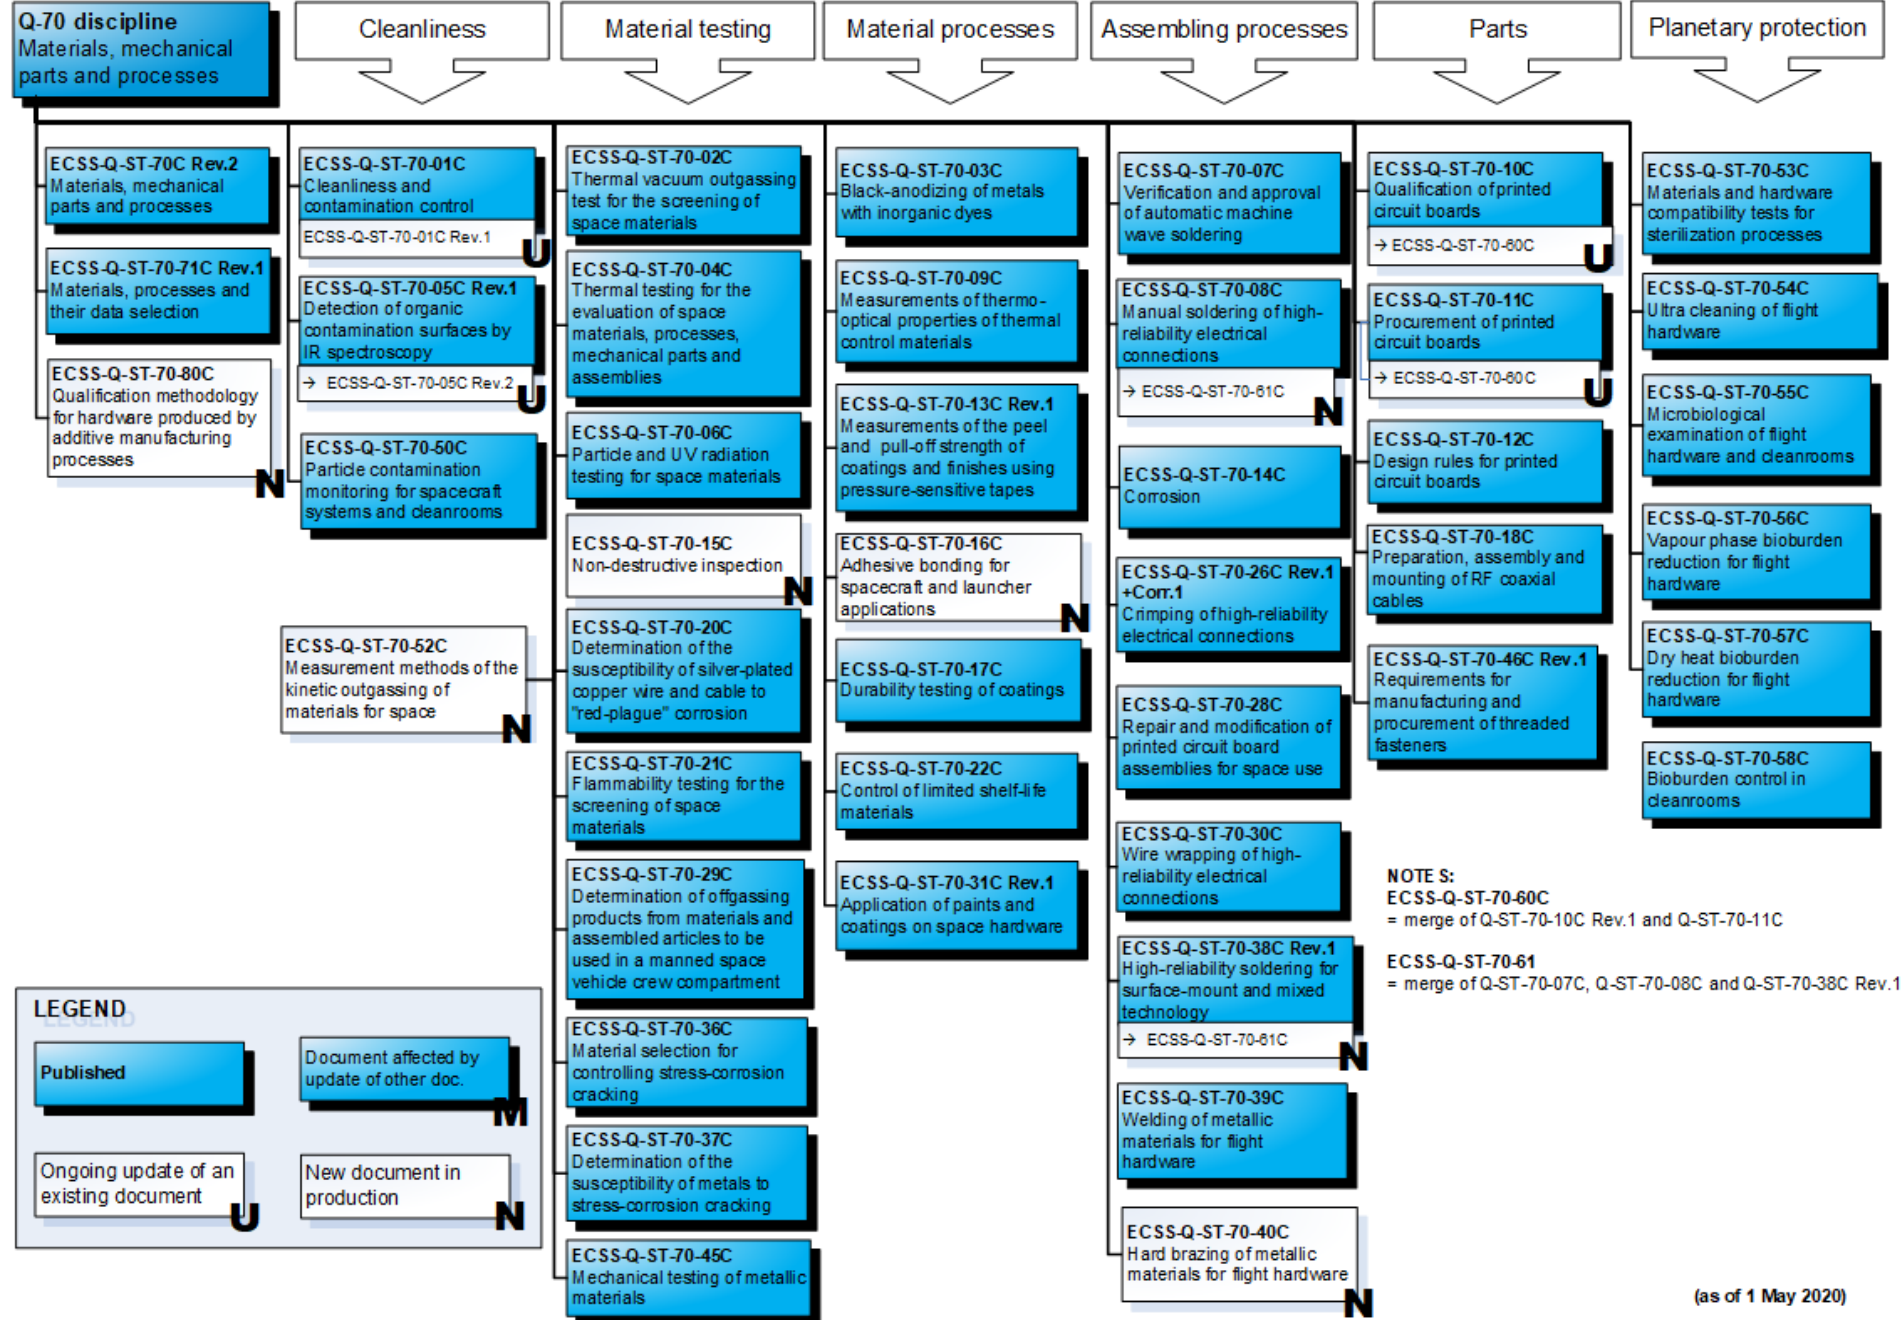 Q-70 discipline
Materials, mechanical
parts and processes
Cleanliness
Material testing
Material processes
Assembling processes
Parts
Planetary protection
ECSS-Q-ST-70C Rev.2
Materials, mechanical
parts and processes
ECSS-Q-ST-70-71C Rev.1
Materials, processes and
their data selection
ECSS-Q-ST-70-80C
Qualification methodology
for hardware produced by
additive manufacturing
processes
N
ECSS-Q-ST-70-01C
Cleanliness and
contamination control
ECSS-Q-ST-70-01C Rev.1
U
ECSS-Q-ST-70-05C Rev.1
Detection of organic
contamination surfaces by
IR spectroscopy
→ ECSS-Q-ST-70-05C Rev.2
U
ECSS-Q-ST-70-50C
Particle contamination
monitoring for spacecraft
systems and cleanrooms
ECSS-Q-ST-70-52C
Measurement methods of the
kinetic outgassing of
materials for space
N
ECSS-Q-ST-70-02C
Thermal vacuum outgassing
test for the screening of
space materials
ECSS-Q-ST-70-04C
Thermal testing for the
evaluation of space
materials, processes,
mechanical parts and
assemblies
ECSS-Q-ST-70-06C
Particle and UV radiation
testing for space materials
ECSS-Q-ST-70-15C
Non-destructive inspection
N
ECSS-Q-ST-70-20C
Determination of the
susceptibility of silver-plated
copper wire and cable to
"red-plague" corrosion
ECSS-Q-ST-70-21C
Flammability testing for the
screening of space
materials
ECSS-Q-ST-70-29C
Determination of offgassing
products from materials and
assembled articles to be
used in a manned space
vehicle crew compartment
ECSS-Q-ST-70-36C
Material selection for
controlling stress-corrosion
cracking
ECSS-Q-ST-70-37C
Determination of the
susceptibility of metals to
stress-corrosion cracking
ECSS-Q-ST-70-45C
Mechanical testing of metallic
materials
ECSS-Q-ST-70-03C
Black-anodizing of metals
with inorganic dyes
ECSS-Q-ST-70-09C
Measurements of thermo-
optical properties of thermal
control materials
ECSS-Q-ST-70-13C Rev.1
Measurements of the peel
and pull-off strength of
coatings and finishes using
pressure-sensitive tapes
ECSS-Q-ST-70-16C
Adhesive bonding for
spacecraft and launcher
applications
N
ECSS-Q-ST-70-17C
Durability testing of coatings
ECSS-Q-ST-70-22C
Control of limited shelf-life
materials
ECSS-Q-ST-70-31C Rev.1
Application of paints and
coatings on space hardware
ECSS-Q-ST-70-07C
Verification and approval
of automatic machine
wave soldering
ECSS-Q-ST-70-08C
Manual soldering of high-
reliability electrical
connections
→ ECSS-Q-ST-70-61C
N
ECSS-Q-ST-70-14C
Corrosion
ECSS-Q-ST-70-26C Rev.1
+Corr.1
Crimping of high-reliability
electrical connections
ECSS-Q-ST-70-28C
Repair and modification of
printed circuit board
assemblies for space use
ECSS-Q-ST-70-30C
Wire wrapping of high-
reliability electrical
connections
ECSS-Q-ST-70-38C Rev.1
High-reliability soldering for
surface-mount and mixed
technology
→ ECSS-Q-ST-70-61C
N
ECSS-Q-ST-70-39C
Welding of metallic
materials for flight
hardware
ECSS-Q-ST-70-40C
Hard brazing of metallic
materials for flight hardware
N
ECSS-Q-ST-70-10C
Qualification of printed
circuit boards
→ ECSS-Q-ST-70-60C
U
ECSS-Q-ST-70-11C
Procurement of printed
circuit boards
→ ECSS-Q-ST-70-60C
U
ECSS-Q-ST-70-12C
Design rules for printed
circuit boards
ECSS-Q-ST-70-18C
Preparation, assembly and
mounting of RF coaxial
cables
ECSS-Q-ST-70-46C Rev.1
Requirements for
manufacturing and
procurement of threaded
fasteners
ECSS-Q-ST-70-53C
Materials and hardware
compatibility tests for
sterilization processes
ECSS-Q-ST-70-54C
Ultra cleaning of flight
hardware
ECSS-Q-ST-70-55C
Microbiological
examination of flight
hardware and cleanrooms
ECSS-Q-ST-70-56C
Vapour phase bioburden
reduction for flight
hardware
ECSS-Q-ST-70-57C
Dry heat bioburden
reduction for flight
hardware
ECSS-Q-ST-70-58C
Bioburden control in
cleanrooms
NOTES:
ECSS-Q-ST-70-60C
= merge of Q-ST-70-10C Rev.1 and Q-ST-70-11C
ECSS-Q-ST-70-61
= merge of Q-ST-70-07C, Q-ST-70-08C and Q-ST-70-38C Rev.1
LEGEND
LEGEND
Published
Document affected by
update of other doc.
M
Ongoing update of an
existing document
U
New document in
production
N
(as of 1 May 2020)